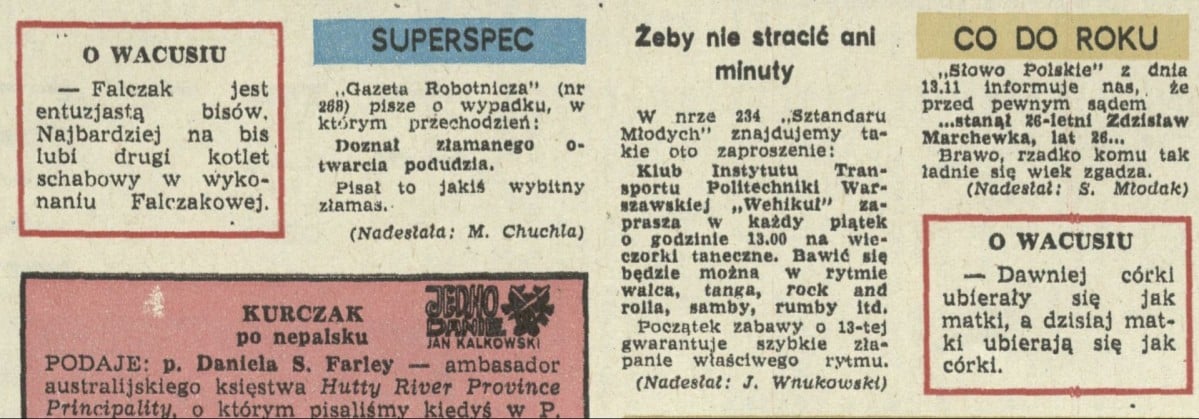 O WACUSIU
— Falczak jest
entuzjastą bisów.
Najbardziej na bis
lubi drugi kotlet
schabowy w wyko-
naniu Falczakowej.
SUPERSPEC
„Gazeta Robotnicza" (nr
268) pisze o wypadku, w
którym przechodzień:
Doznał złamanego o-
twarcia podudzia.
Pisał to jakiś wybitny
złamas.
(Nadesłała: M. Chuchla)
KURCZAK
po nepalsku
JEDNO
DANIE
JAN KALKOWSKI
PODAJE: p. Daniela S. Farley — ambasador
australijskiego księstwa Hutty River Province
Principality, o którym pisaliśmy kiedyś w P.
Żeby nie stracić ani
minuty
W nrze 234 „Sztandaru
Młodych" znajdujemy ta-
kie oto zaproszenie:
Klub Instytutu Tran-
sportu Politechniki War-
szawskiej „Wehikuł" za-
prasza w każdy piątek
o godzinie 13.00 na wie-
czorki taneczne. Bawić się
będzie można w rytmie
walca, tanga, rock and
rolla, samby, rumby itd.
Początek zabawy o 13-tej
gwarantuje szybkie zła-
panie właściwego rytmu.
(Nadesłał: J. Wnukowski)
CO DO ROKU
„Słowo Polskie" z dnia
13.11 informuje nas, że
przed pewnym sądem
...stanął 26-letni Zdzisław
Marchewka, lat 26...
Brawo, rzadko komu tak
ładnie się wiek zgadza.
(Nadesłał: S. Młodak)
O WACUSIU
— Dawniej córki
ubierały się jak
matki, a dzisiaj mat-
ki ubierają się jak
córki.